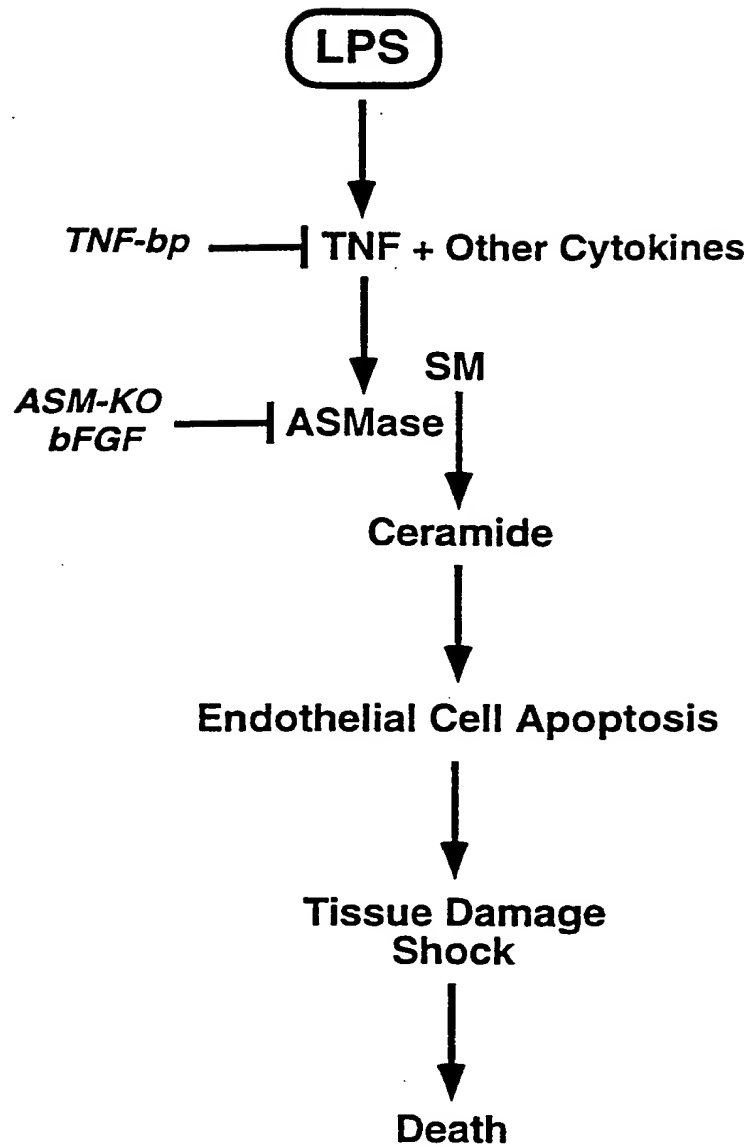 LPS
TNF-bp
TNF + Other Cytokines
SM
ASM-KO
bFGF
ASMase
Ceramide
Endothelial Cell Apoptosis
Tissue Damage
Shock
Death